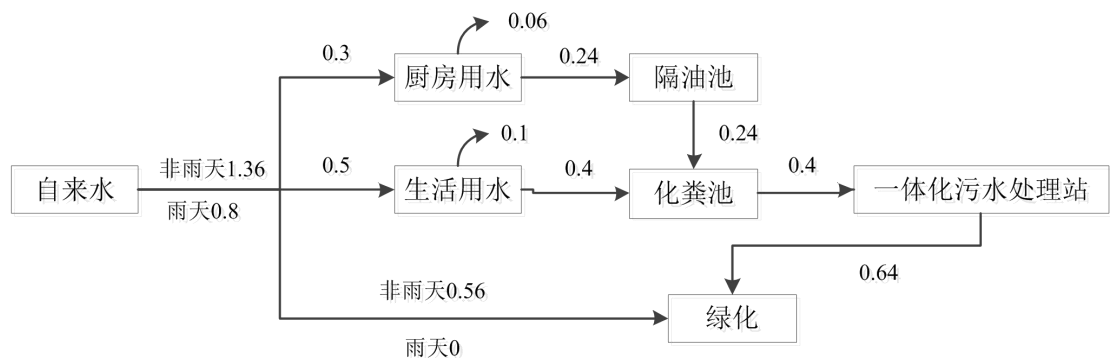 0.06
0.3
厨房用水
0.24
隔油池
0.24
0.1
非雨天1.36
0.5
0.4
0.4
自来水
生活用水
化粪池
一体化污水处理站
雨天0.8
0.64
非雨天0.56
绿化
雨天0